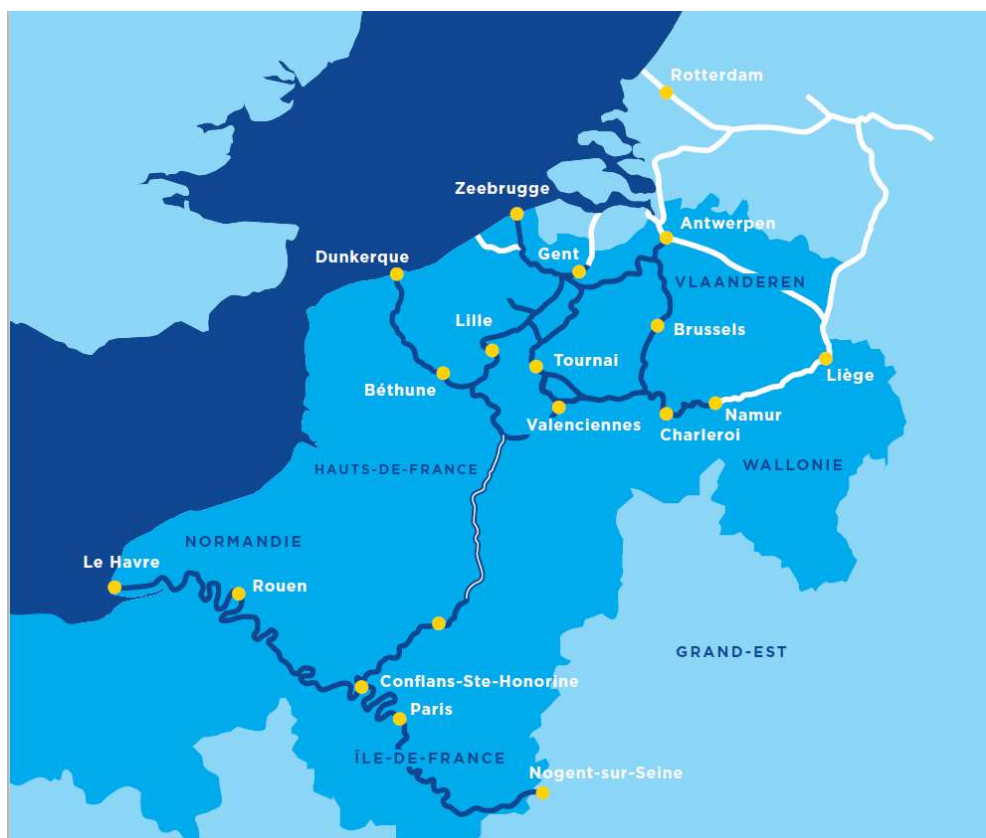 Rotterdam
Zeebrugge
Antwerpen
Dunkerque
Gent
VLAANDEREN
Lille
Brussels
Tournai
Liège
Béthune
Valenciennes
Namur
Charleroi
HAUTS-DE-FRANCE
WALLONIE
NORMANDIE
Le Havre
Rouen
GRAND-EST
Conflans-Ste-Honorine
Paris
ÎLE-DE-FRANCE
Nogent-sur-Seine